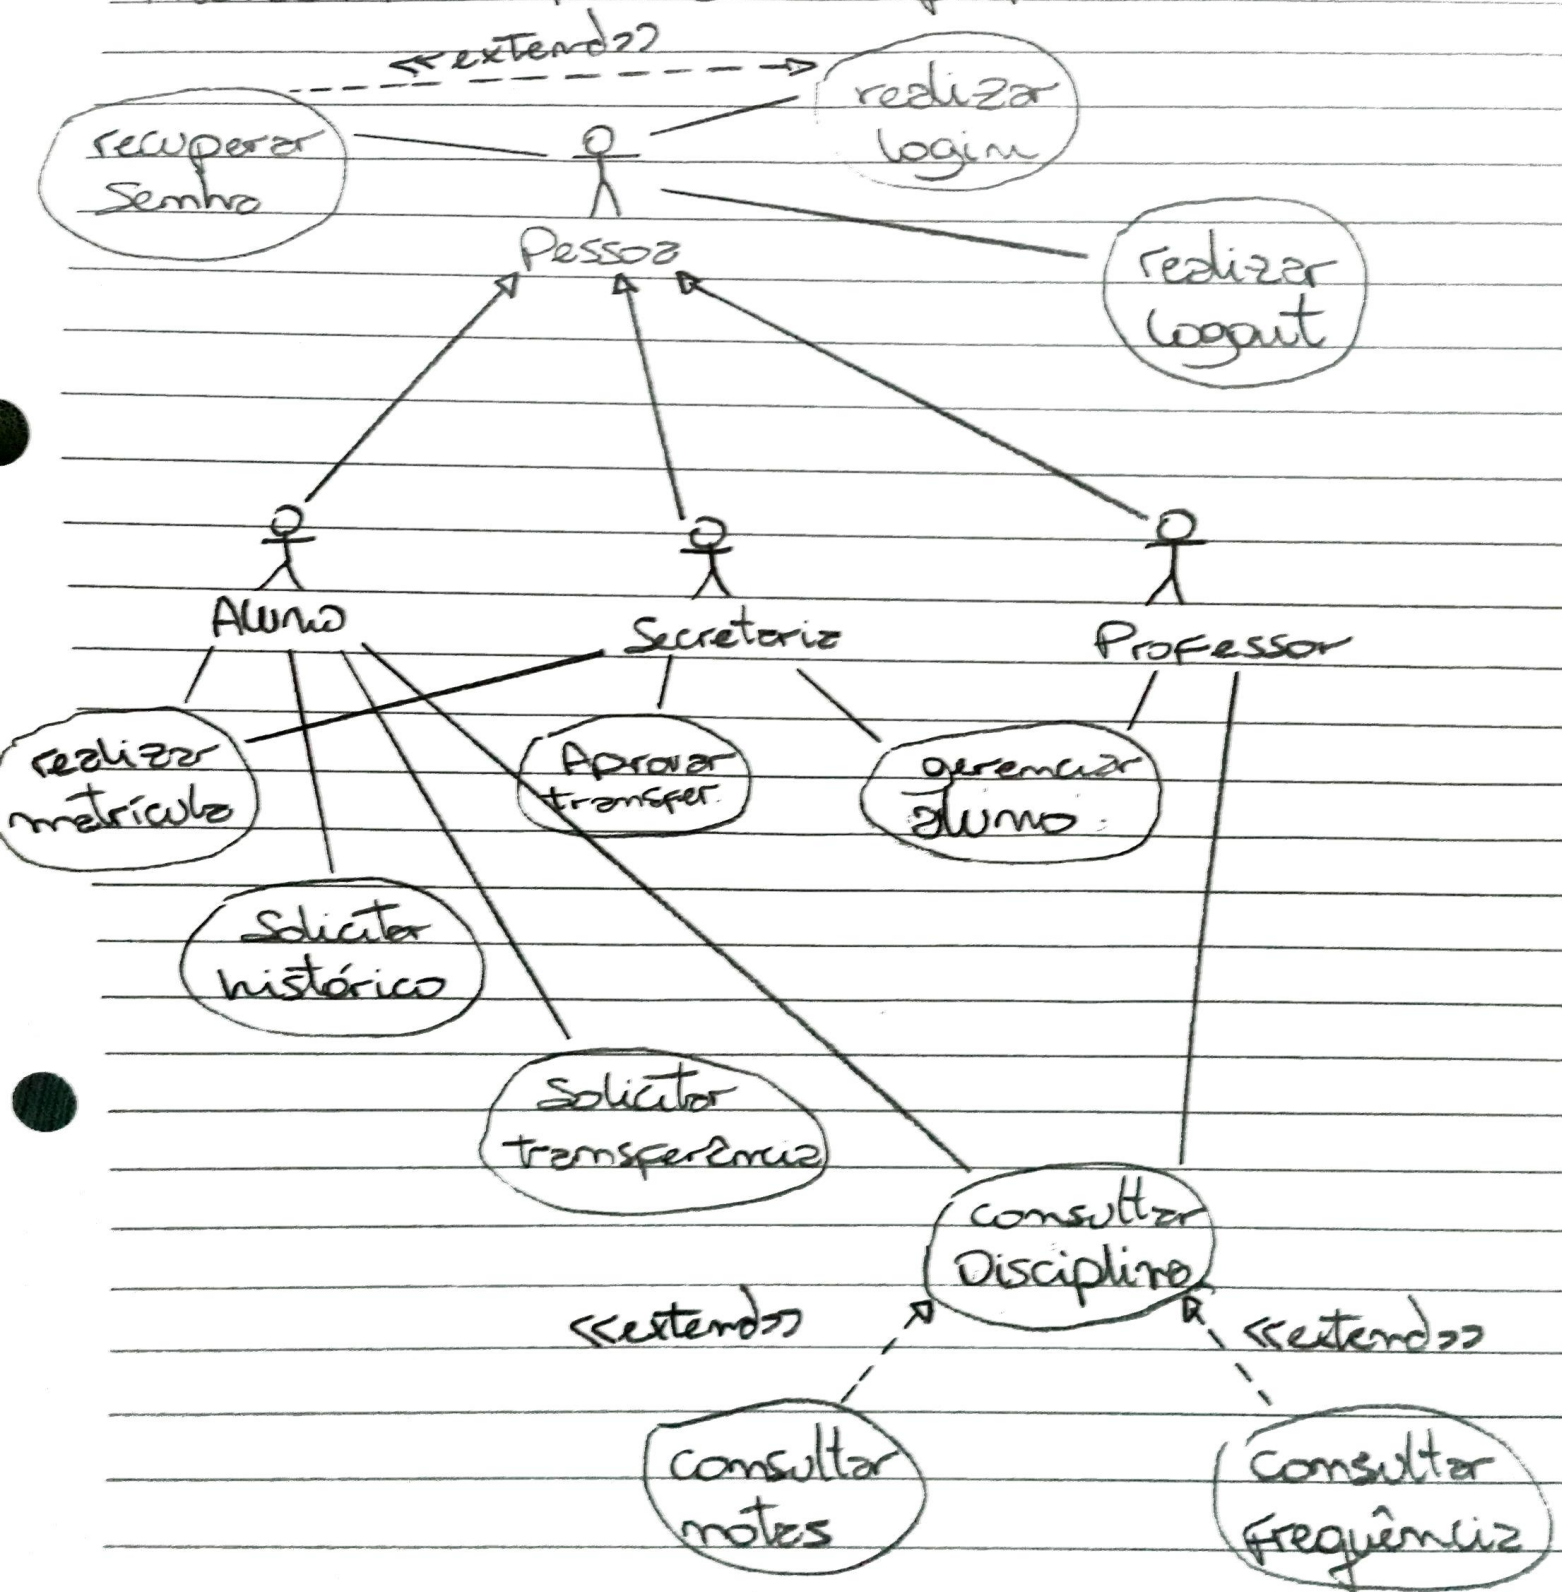 <<extend>>
realizar
login
recuperar
Senha
Pessoa
realizar
logout
Aluno
Secretaria
Professor
realizar
matrícula
Aprovar
transfer.
gerenciar
aluno
Solicitar
histórico
Solicitar
transferência
consultar
Disciplina
<<extend>>
<<extend>>
consultar
notas
consultar
Frequência